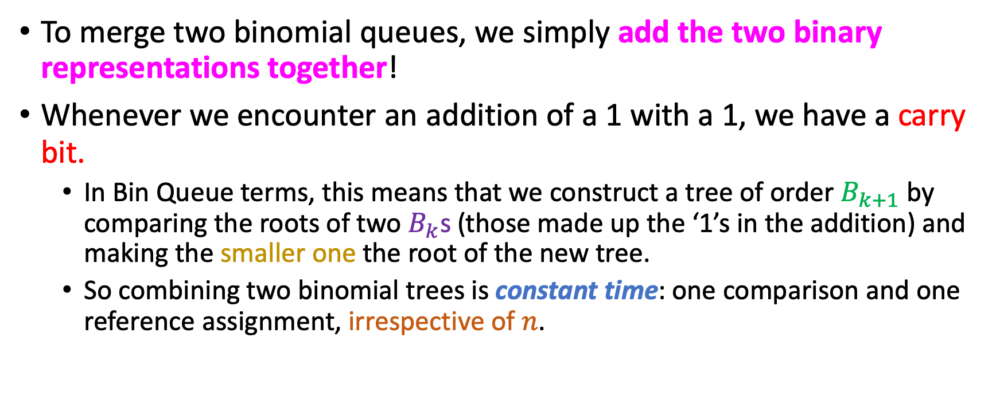 • To merge two binomial queues, we simply add the two binary
representations together!
• Whenever we encounter an addition of a 1 with a 1, we have a carry
bit.
• In Bin Queue terms, this means that we construct a tree of order 𝐵ₖ₊₁ by
comparing the roots of two 𝐵ₖs (those made up the ‘1’s in the addition) and
making the smaller one the root of the new tree.
• So combining two binomial trees is constant time: one comparison and one
reference assignment, irrespective of 𝑛.